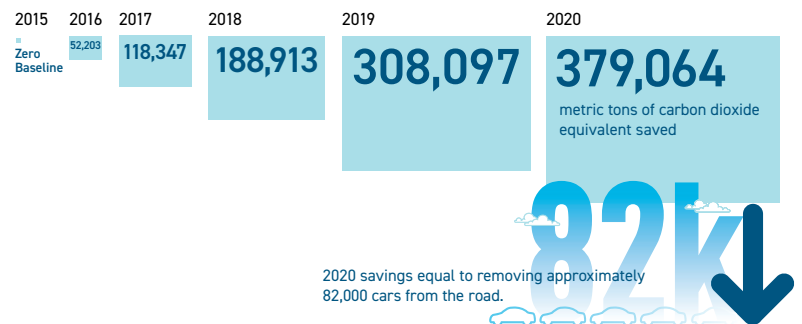 2015 2016 2017 2018 2019 2020
Zero
Baseline
52,203
118,347
188,913
308,097
379,064
metric tons of carbon dioxide
equivalent saved
82k
2020 savings equal to removing approximately
82,000 cars from the road.